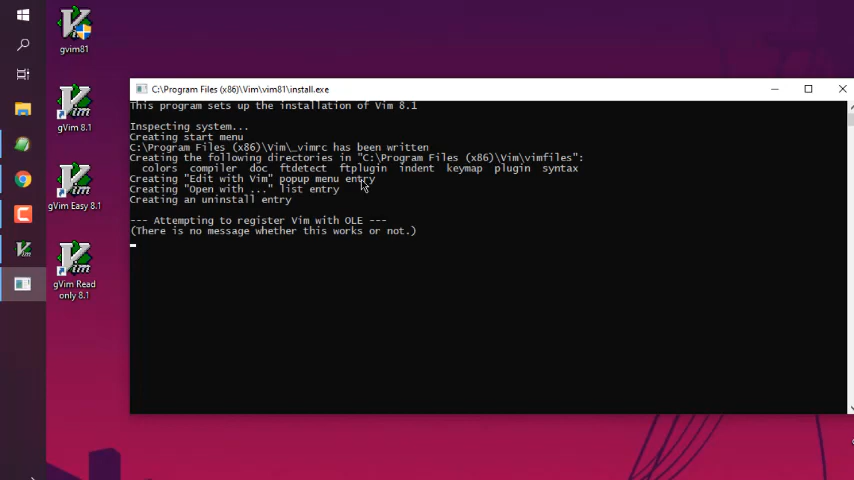 gvim81
gVim 8.1
gVim Easy 8.1
gVim Read
only 8.1
C:\Program Files (x86)\Vim\vim81\install.exe
This program sets up the installation of Vim 8.1
Inspecting system...
Creating start menu
C:\Program Files (x86)\Vim\_vimrc has been written
Creating the following directories in "C:\Program Files (x86)\Vim\vimfiles":
colors compiler doc ftdetect ftplugin indent keymap plugin syntax
Creating "Edit with Vim" popup menu entry
Creating "Open with ..." list entry
Creating an uninstall entry
--- Attempting to register Vim with OLE ---
(There is no message whether this works or not.)